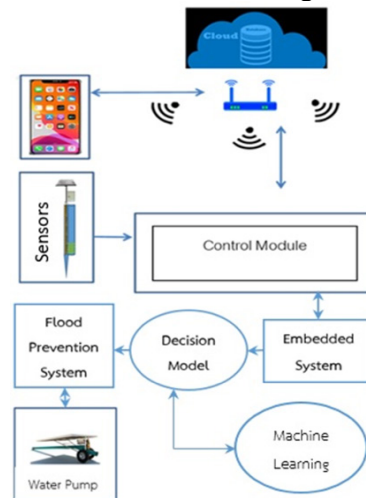 Cloud
Sensors
Control Module
Flood
Prevention
System
Decision
Model
Embedded
System
Water Pump
Machine
Learning